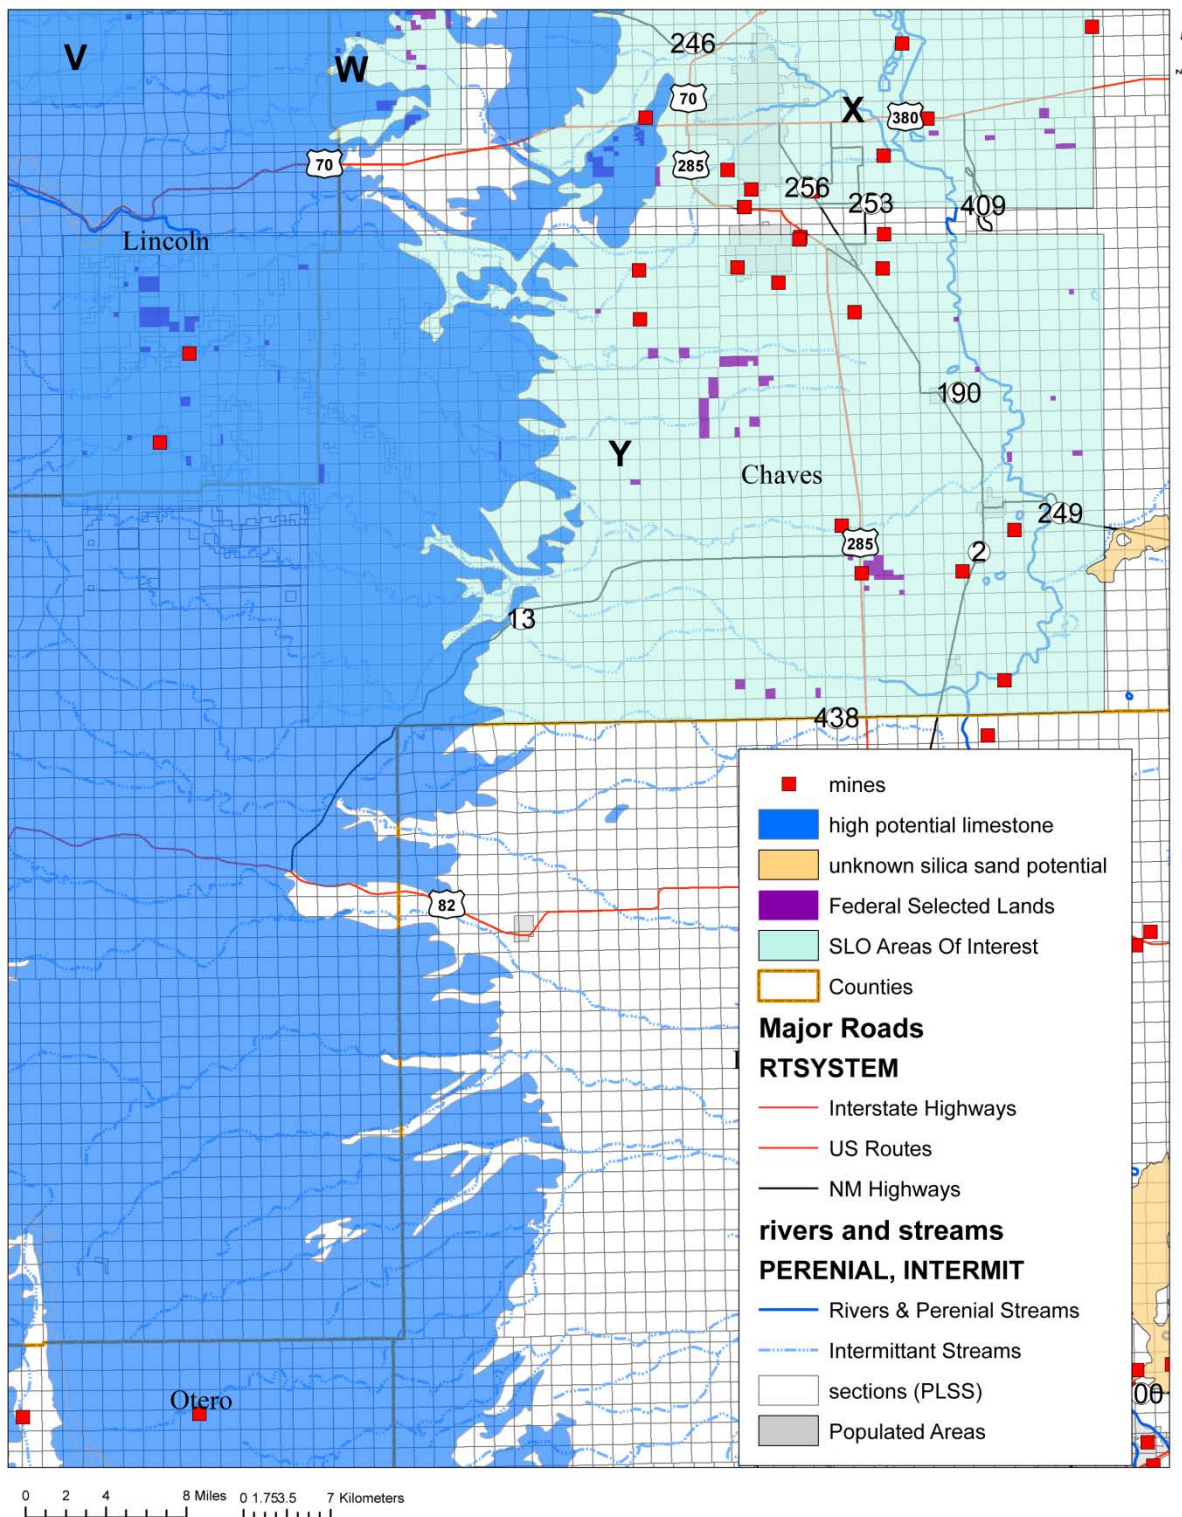 V
W
246
70
X
380
70
285
256
253
409
Lincoln
190
Y
Chaves
249
285
2
13
438
82
mines
high potential limestone
unknown silica sand potential
Federal Selected Lands
SLO Areas Of Interest
Counties
Major Roads
RTSYSTEM
Interstate Highways
US Routes
NM Highways
rivers and streams
PERENIAL, INTERMIT
Rivers & Perenial Streams
Intermittant Streams
sections (PLSS)
Populated Areas
Otero
00
0 2 4 8 Miles 0 1.753.5 7 Kilometers